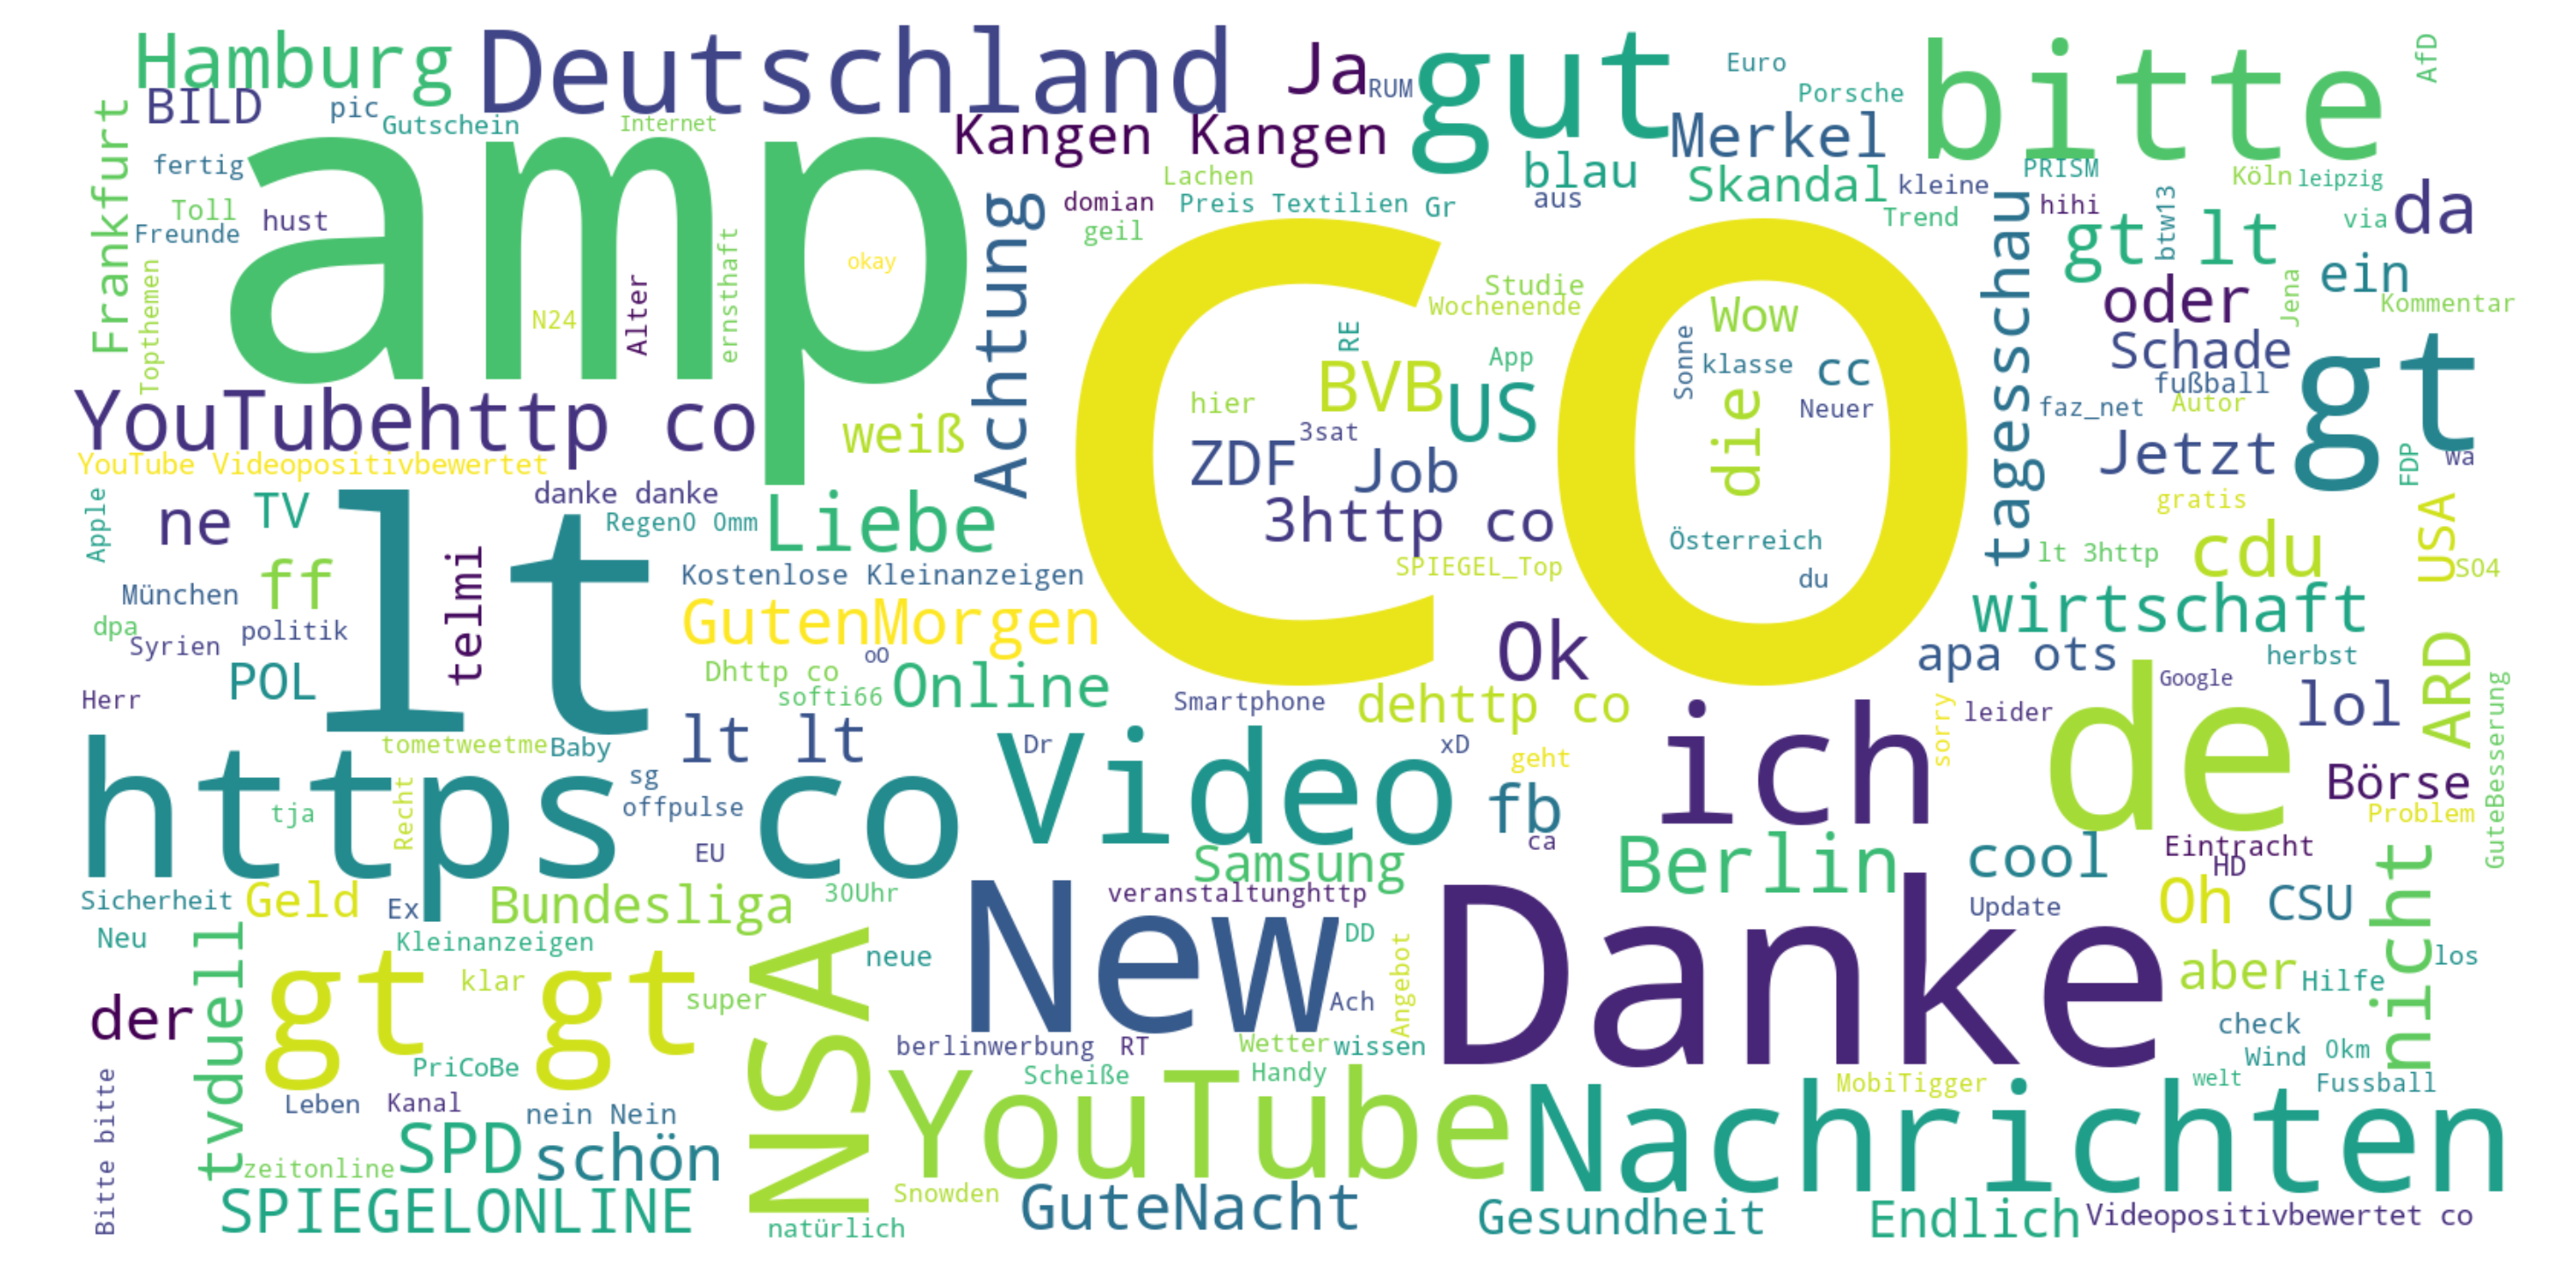 Hamburg
Deutschland
Ja
RUM
gut
Euro
Porsche
bitte
AfD
BILD
pic
Gutschein
Internet
Kangen Kangen
Merkel
Frankfurt
fertig
Lachen
blau
Skandal
kleine
PRISM
Köln
leipzig
Toll
hust
Freunde
amp
okay
domian
geil
Preis Textilien
Gr
aus
Trend
hihi
btw13
via
da
gt lt
Topthemen
N24
Alter
ernsthaft
Achtung
co
Studie
Wochenende
RE
Wow
Sonne
klasse
cc
Neuer
tagesschau
oder
Jena
ein
Kommentar
Schade
fußball
gt
YouTubehttp co
weiß
hier
BVB
App
US
3sat
die
faz_net
Autor
Jetzt
FDP
wa
YouTube Videopositivbewertet
danke danke
ZDF
Job
gratis
Apple
ne
TV
lt
Regen0 0mm
Liebe
3http co
Österreich
du
lt 3http
cdu
USA
S04
SPIEGEL_Top
ff
telmi
Kostenlose Kleinanzeigen
München
dpa
Syrien
politik
GutenMorgen
wirtschaft
POL
oO
Ok
apa ots
herbst
ARD
Herr
Dhttp co
softi66
Online
Smartphone
dehttp co
ich
sorry
leider
de
Google
lol
GuteBesserung
tometweetme
Baby
lt lt
Dr
Video
xD
geht
https co
sg
offpulse
tja
Recht
fb
Börse
Problem
EU
ca
Samsung
Berlin
cool
Eintracht
HD
nicht
Sicherheit
Geld
Ex
Bundesliga
30Uhr
veranstaltunghttp
Update
Oh
CSU
Neu
tvduell
Kleinanzeigen
neue
New
DD
Angebot
Danke
los
klar
super
NSA
aber
Hilfe
der
gt gt
Ach
check
Wind
0km
berlinwerbung
RT
Wetter
wissen
PriCoBe
Scheiße
Handy
MobiTigger
welt
Fussball
Bitte bitte
Leben
Kanal
nein Nein
YouTube
Nachrichten
SPD
schön
zeitonline
Snowden
SPIEGELONLINE
natürlich
GuteNacht
Gesundheit
Endlich
Videopositivbewertet co